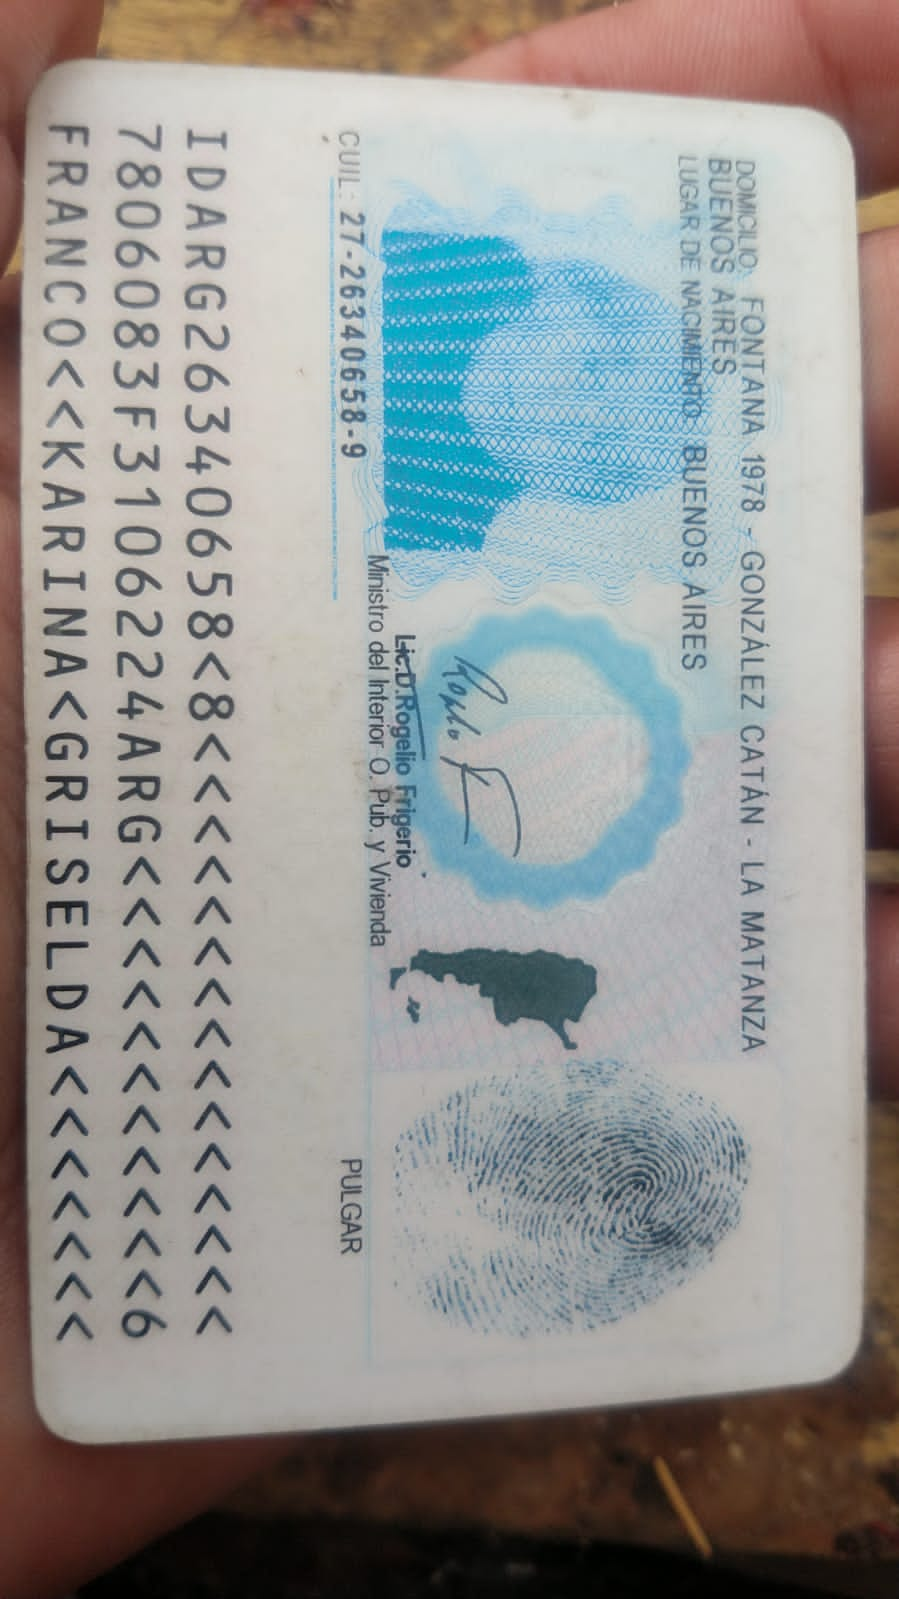 DOMICILIO: FONTANA 1978 - GONZÁLEZ CATÁN - LA MATANZA
BUENOS AIRES
LUGAR DE NACIMIENTO: BUENOS AIRES
Lic.D.Rogelio Frigerio
Ministro del Interior O. Pub. y Vivienda
CUIL: 27-26340658-9
PULGAR
IDARG26340658<8<<<<<<<<<<<<<<<
7806083F3106224ARG<<<<<<<<<<<6
FRANCO<<KARINA<GRISELDA<<<<<<<